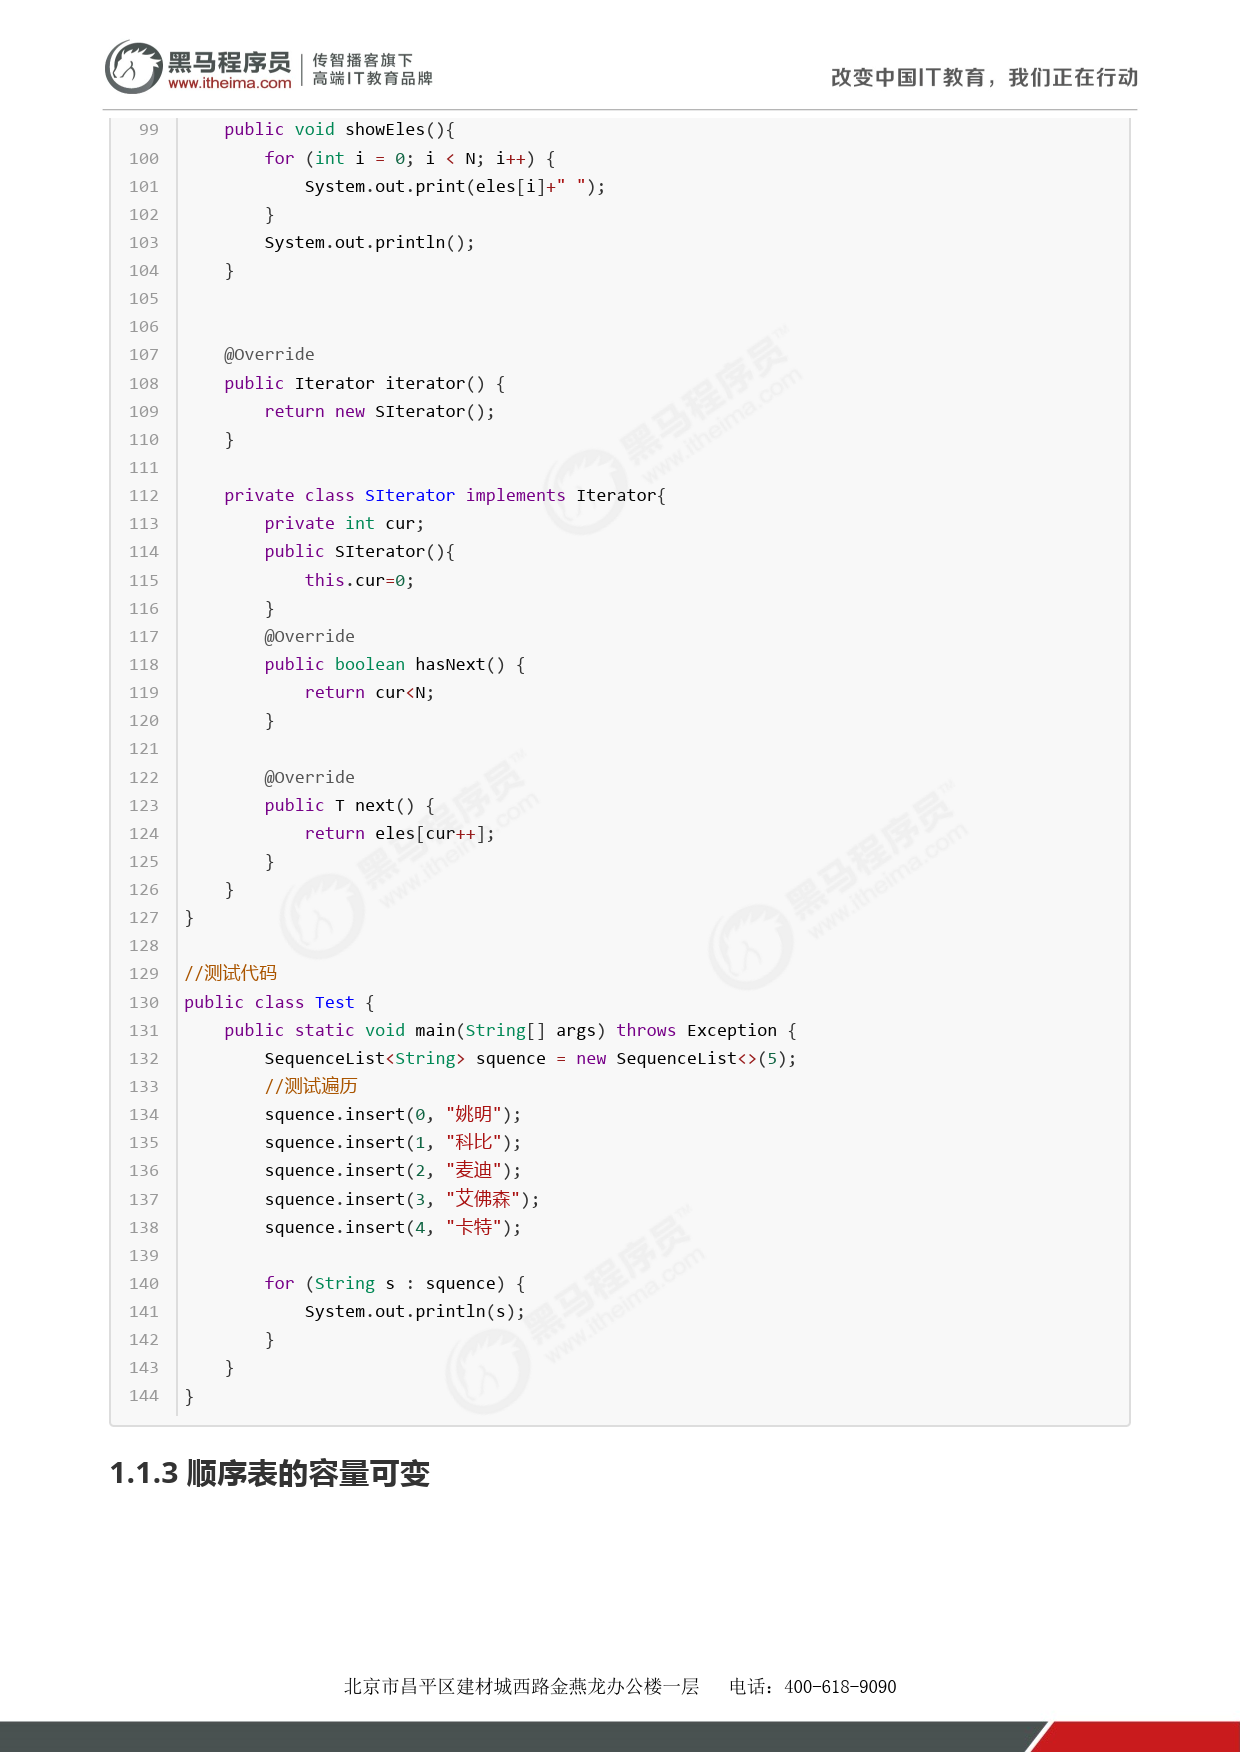 黑马程序员
www.itheima.com
传智播客旗下
高端IT教育品牌
改变中国IT教育，我们正在行动
99     public void showEles(){
100         for (int i = 0; i < N; i++) {
101             System.out.print(eles[i]+" ");
102         }
103         System.out.println();
104     }
105
106
107     @Override
108     public Iterator iterator() {
109         return new SIterator();
110     }
111
112     private class SIterator implements Iterator{
113         private int cur;
114         public SIterator(){
115             this.cur=0;
116         }
117         @Override
118         public boolean hasNext() {
119             return cur<N;
120         }
121
122         @Override
123         public T next() {
124             return eles[cur++];
125         }
126     }
127 }
128
129 //测试代码
130 public class Test {
131     public static void main(String[] args) throws Exception {
132         SequenceList<String> squence = new SequenceList<>(5);
133         //测试遍历
134         squence.insert(0, "姚明");
135         squence.insert(1, "科比");
136         squence.insert(2, "麦迪");
137         squence.insert(3, "艾佛森");
138         squence.insert(4, "卡特");
139
140         for (String s : squence) {
141             System.out.println(s);
142         }
143     }
144 }
1.1.3 顺序表的容量可变
北京市昌平区建材城西路金燕龙办公楼一层 电话：400-618-9090